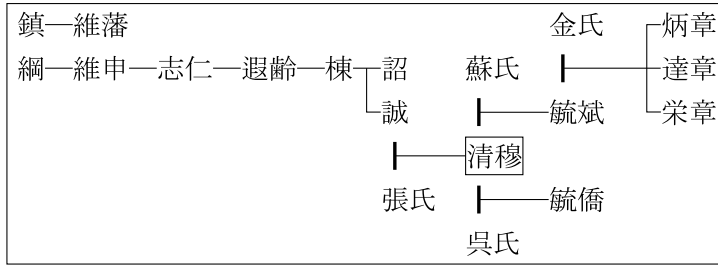 鎮 維藩 金氏 炳章
綱 維申 志仁 遐齢 棟 詔 蘇氏 達章
誠 毓斌 栄章
清穆
張氏 毓僑
呉氏